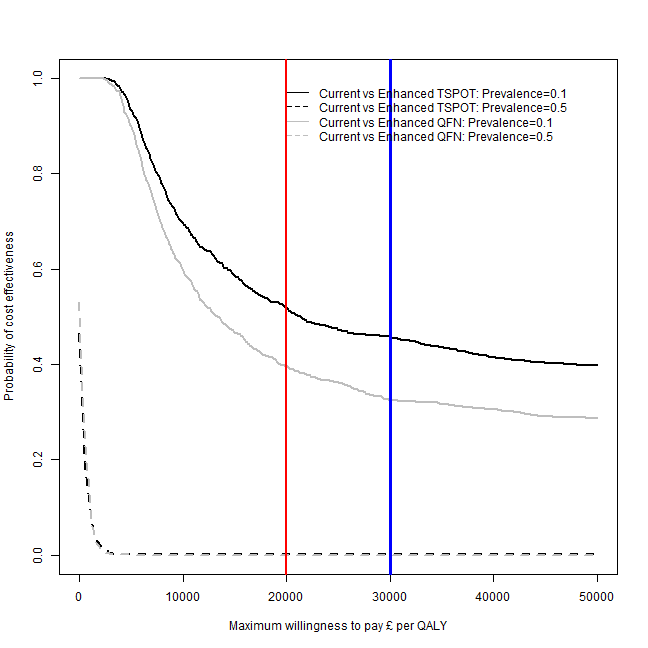 Current vs Enhanced TSPOT: Prevalence=0.1
Current vs Enhanced TSPOT: Prevalence=0.5
Current vs Enhanced QFN: Prevalence=0.1
Current vs Enhanced QFN: Prevalence=0.5
Probability of cost effectiveness
1.0
0.8
0.6
0.4
0.2
0.0
0 10000 20000 30000 40000 50000
Maximum willingness to pay £ per QALY